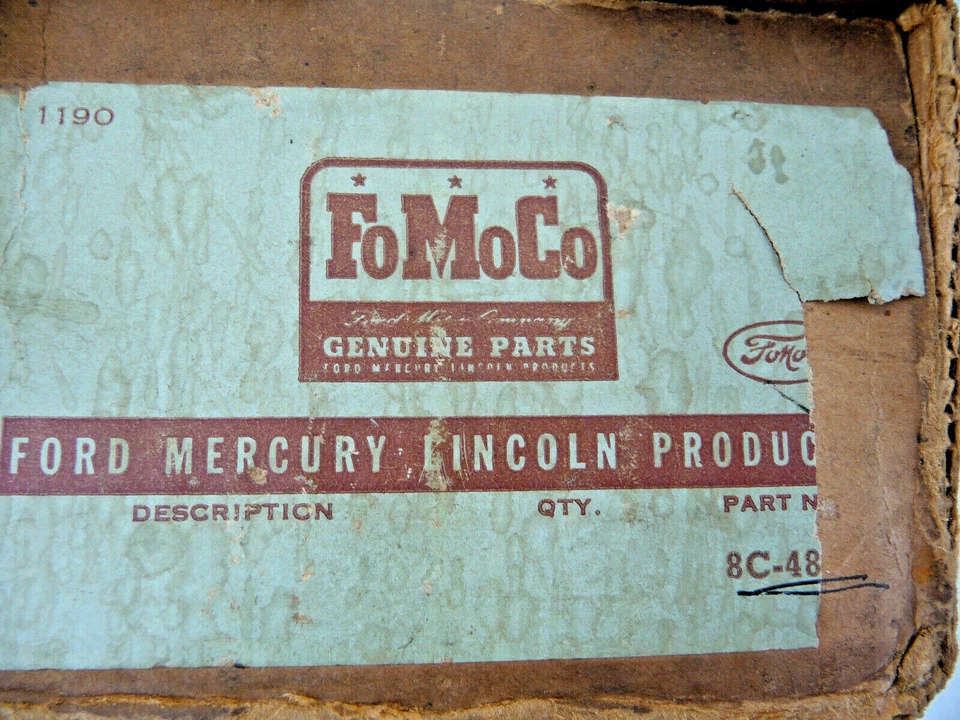 1190
FoMoCo
Ford Motor Company
GENUINE PARTS
FORD MERCURY LINCOLN PRODUCTS
FoMo
FORD MERCURY LINCOLN PRODUC
DESCRIPTION QTY. PART N
8C-48